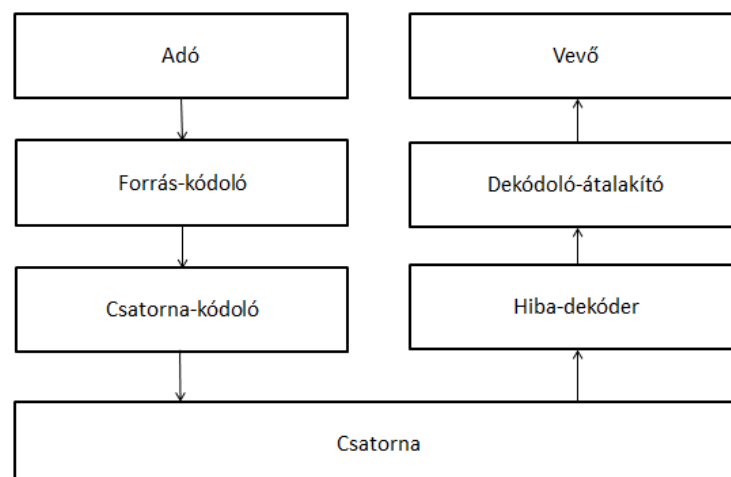 Adó
Forrás-kódoló
Csatorna-kódoló
Csatorna
Hiba-dekóder
Dekódoló-átalakító
Vevő